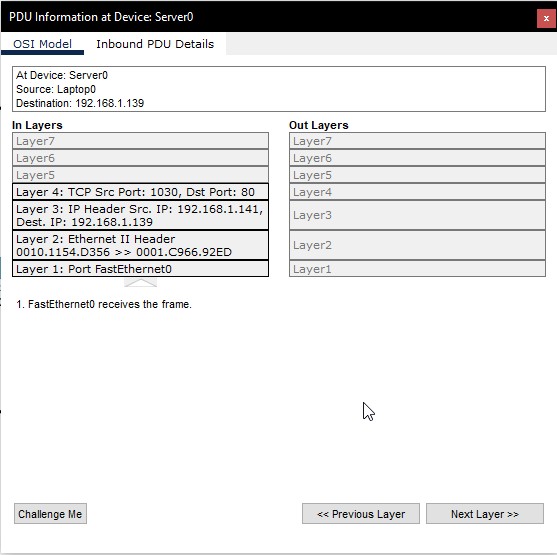 PDU Information at Device: Server0
x
OSI Model
Inbound PDU Details
At Device: Server0
Source: Laptop0
Destination: 192.168.1.139
In Layers
Layer7
Layer6
Layer5
Layer 4: TCP Src Port: 1030, Dst Port: 80
Layer 3: IP Header Src. IP: 192.168.1.141,
Dest. IP: 192.168.1.139
Layer 2: Ethernet II Header
0010.1154.D356 >> 0001.C966.92ED
Layer 1: Port FastEthernet0
Out Layers
Layer7
Layer6
Layer5
Layer4
Layer3
Layer2
Layer1
1. FastEthernet0 receives the frame.
Challenge Me
<< Previous Layer
Next Layer >>